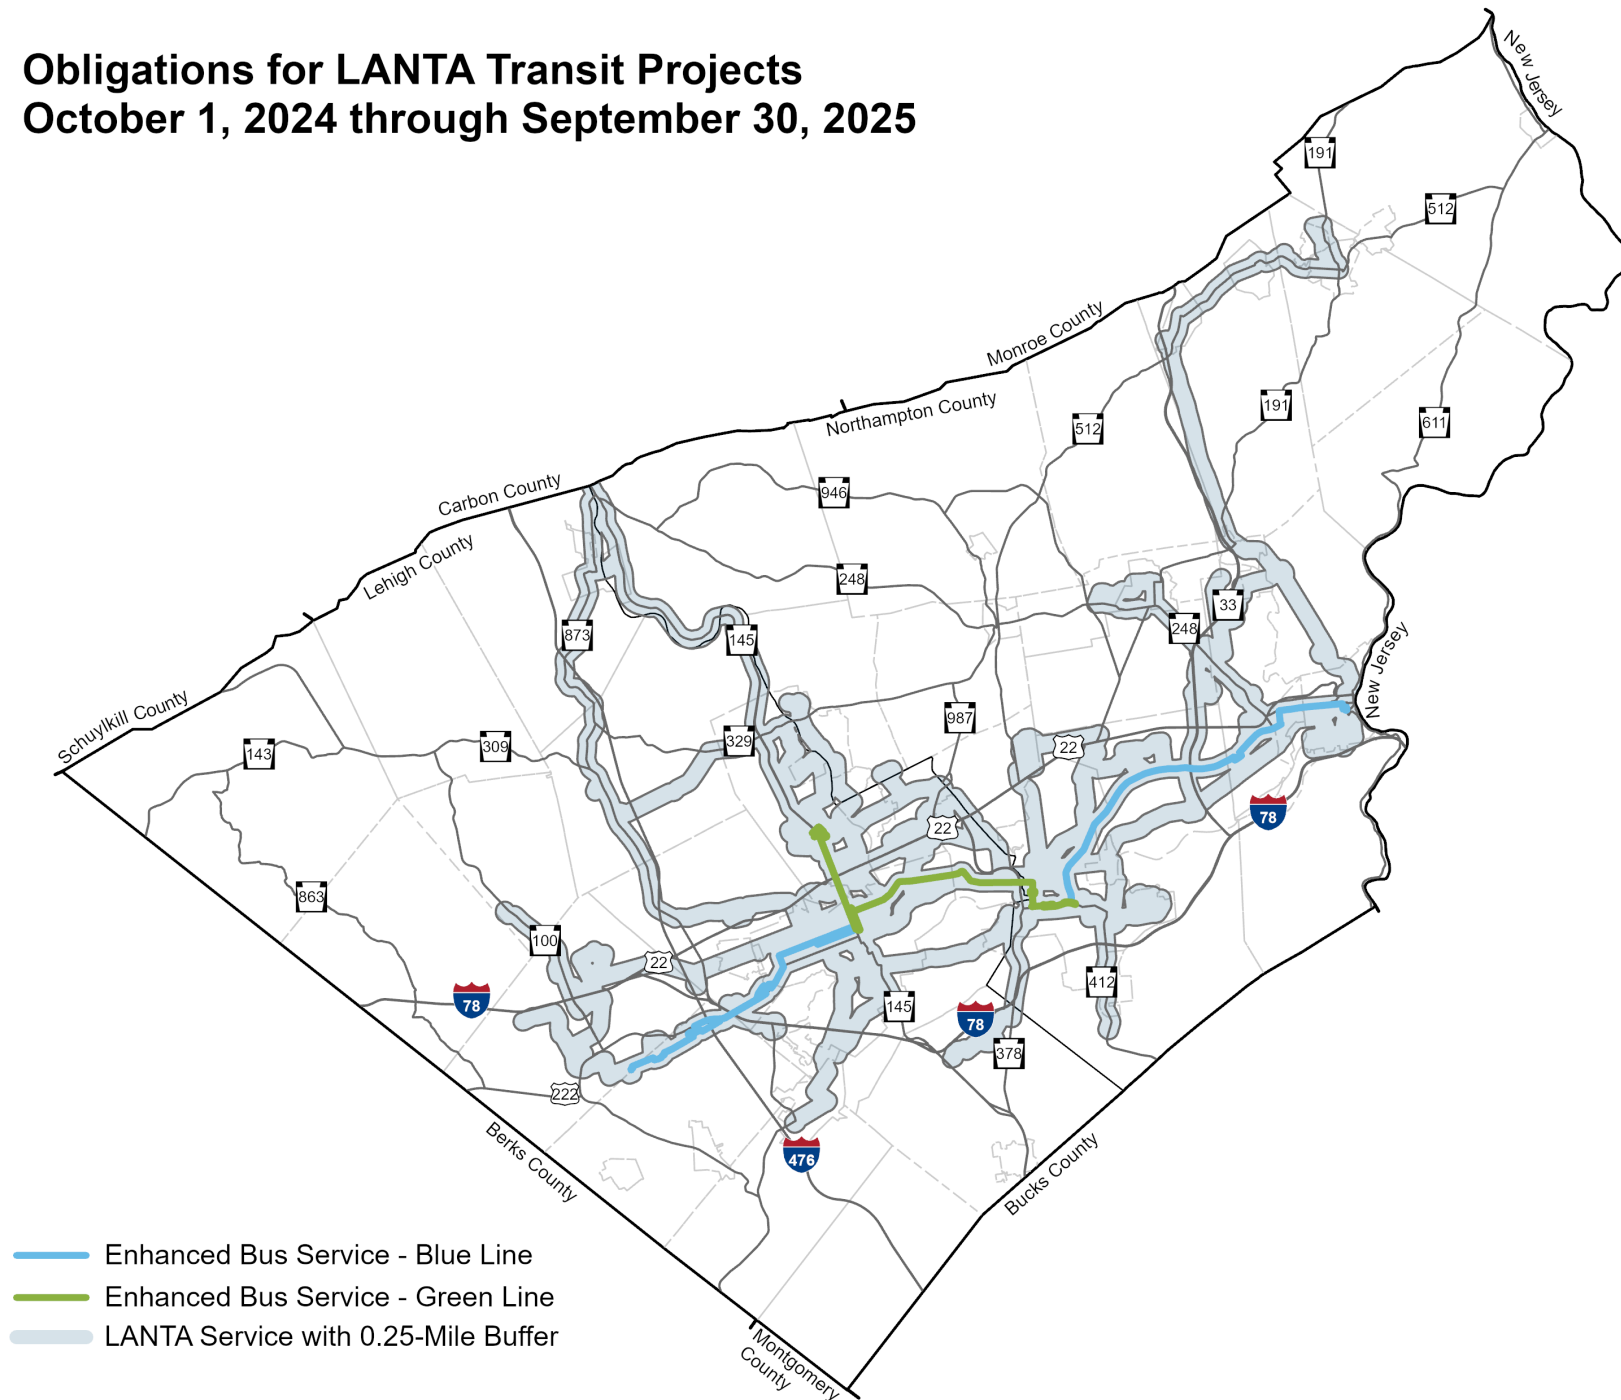 Obligations for LANTA Transit Projects
October 1, 2024 through September 30, 2025
New Jersey
191
512
Monroe County
Northampton County
191
611
512
Carbon County
946
Lehigh County
248
33
873
248
145
New Jersey
Schuylkill County
987
329
309
22
143
78
22
863
100
22
412
78
145
78
378
222
Berks County
476
Bucks County
Enhanced Bus Service - Blue Line
Enhanced Bus Service - Green Line
LANTA Service with 0.25-Mile Buffer
Montgomery
County